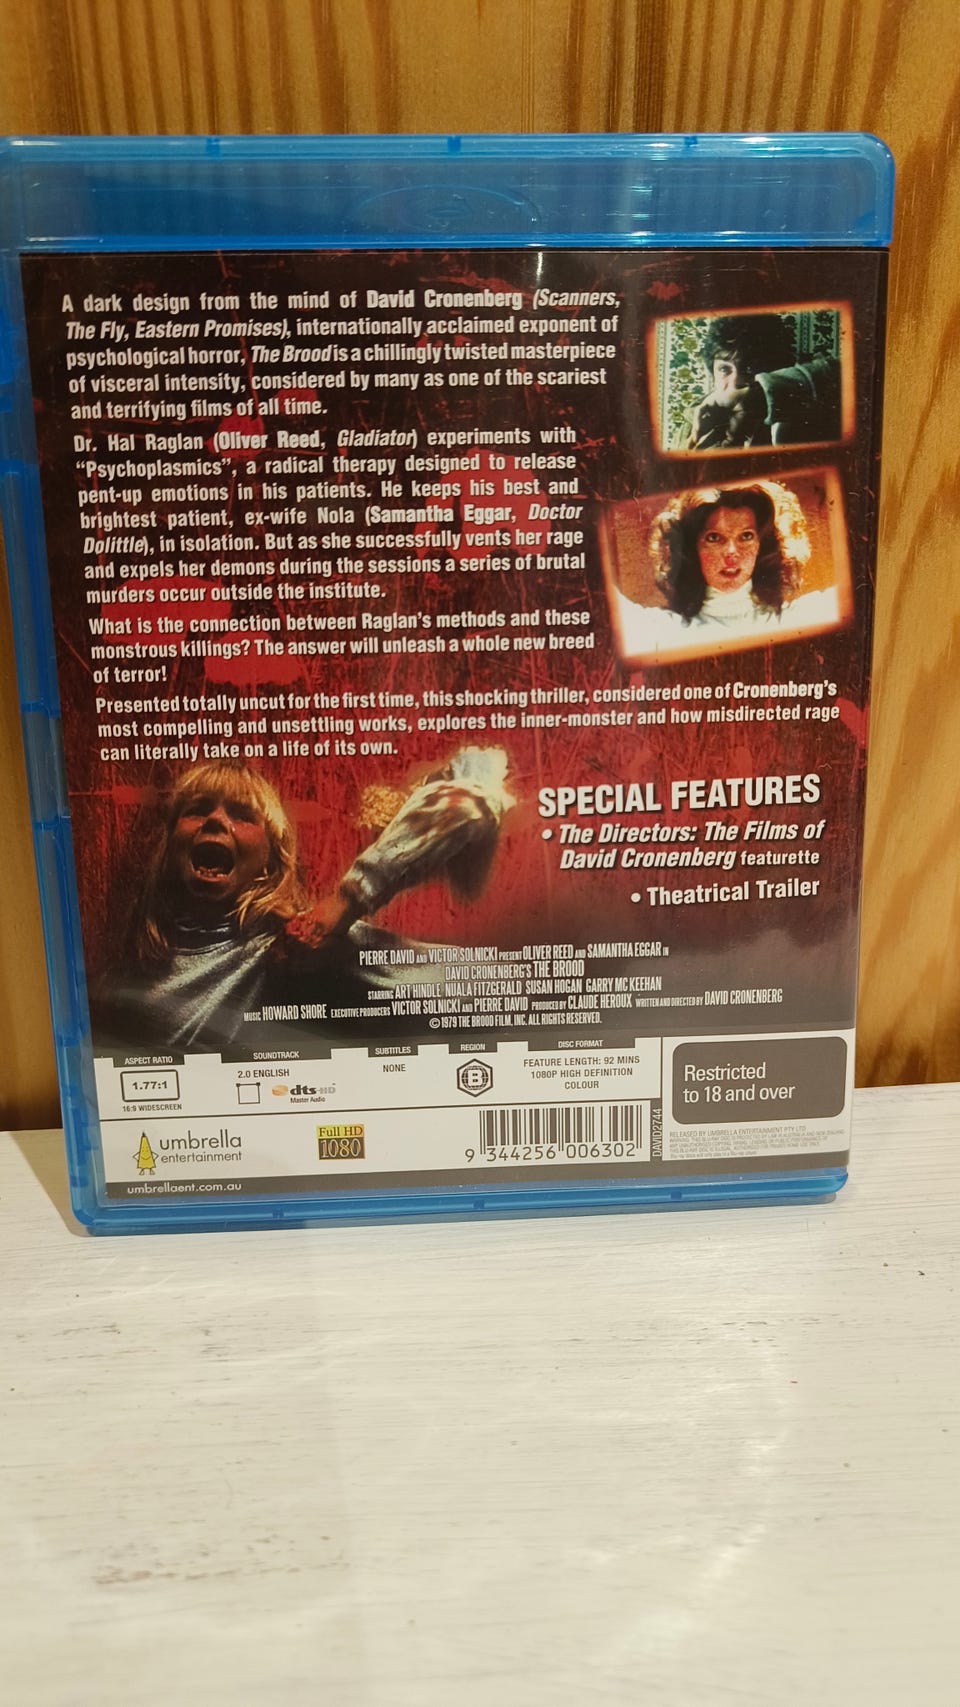 A dark design from the mind of David Cronenberg (Scanners,
The Fly, Eastern Promises), internationally acclaimed exponent of
psychological horror, The Brood is a chillingly twisted masterpiece
of visceral intensity, considered by many as one of the scariest
and terrifying films of all time.
Dr. Hal Raglan (Oliver Reed, Gladiator) experiments with
“Psychoplasmics”, a radical therapy designed to release
pent-up emotions in his patients. He keeps his best and
brightest patient, ex-wife Nola (Samantha Eggar, Doctor
Dolittle), in isolation. But as she successfully vents her rage
and expels her demons during the sessions a series of brutal
murders occur outside the institute.
What is the connection between Raglan’s methods and these
monstrous killings? The answer will unleash a whole new breed
of terror!
Presented totally uncut for the first time, this shocking thriller, considered one of Cronenberg’s
most compelling and unsettling works, explores the inner-monster and how misdirected rage
can literally take on a life of its own.
SPECIAL FEATURES
• The Directors: The Films of
David Cronenberg featurette
• Theatrical Trailer
PIERRE DAVID AND VICTOR SOLNICKI PRESENT OLIVER REED AND SAMANTHA EGGAR IN
DAVID CRONENBERG'S THE BROOD
STARRING ART HINDLE NUALA FITZGERALD SUSAN HOGAN GARRY MCKEEHAN
MUSIC HOWARD SHORE EXECUTIVE PRODUCERS VICTOR SOLNICKI AND PIERRE DAVID PRODUCED BY CLAUDE HEROUX WRITTEN AND DIRECTED BY DAVID CRONENBERG
©1979 THE BROOD FILM, INC. ALL RIGHTS RESERVED.
ASPECT RATIO
1.77:1
16:9 WIDESCREEN
SOUNDTRACK
2.0 ENGLISH
dts-HD
Master Audio
SUBTITLES
NONE
REGION
B
DISC FORMAT
FEATURE LENGTH: 92 MINS
1080P HIGH DEFINITION
COLOUR
Restricted
to 18 and over
umbrella
entertainment
Full HD
1080
9 344256 006302
DAVID2744
RELEASED BY UMBRELLA ENTERTAINMENT PTY LTD
umbrellaent.com.au